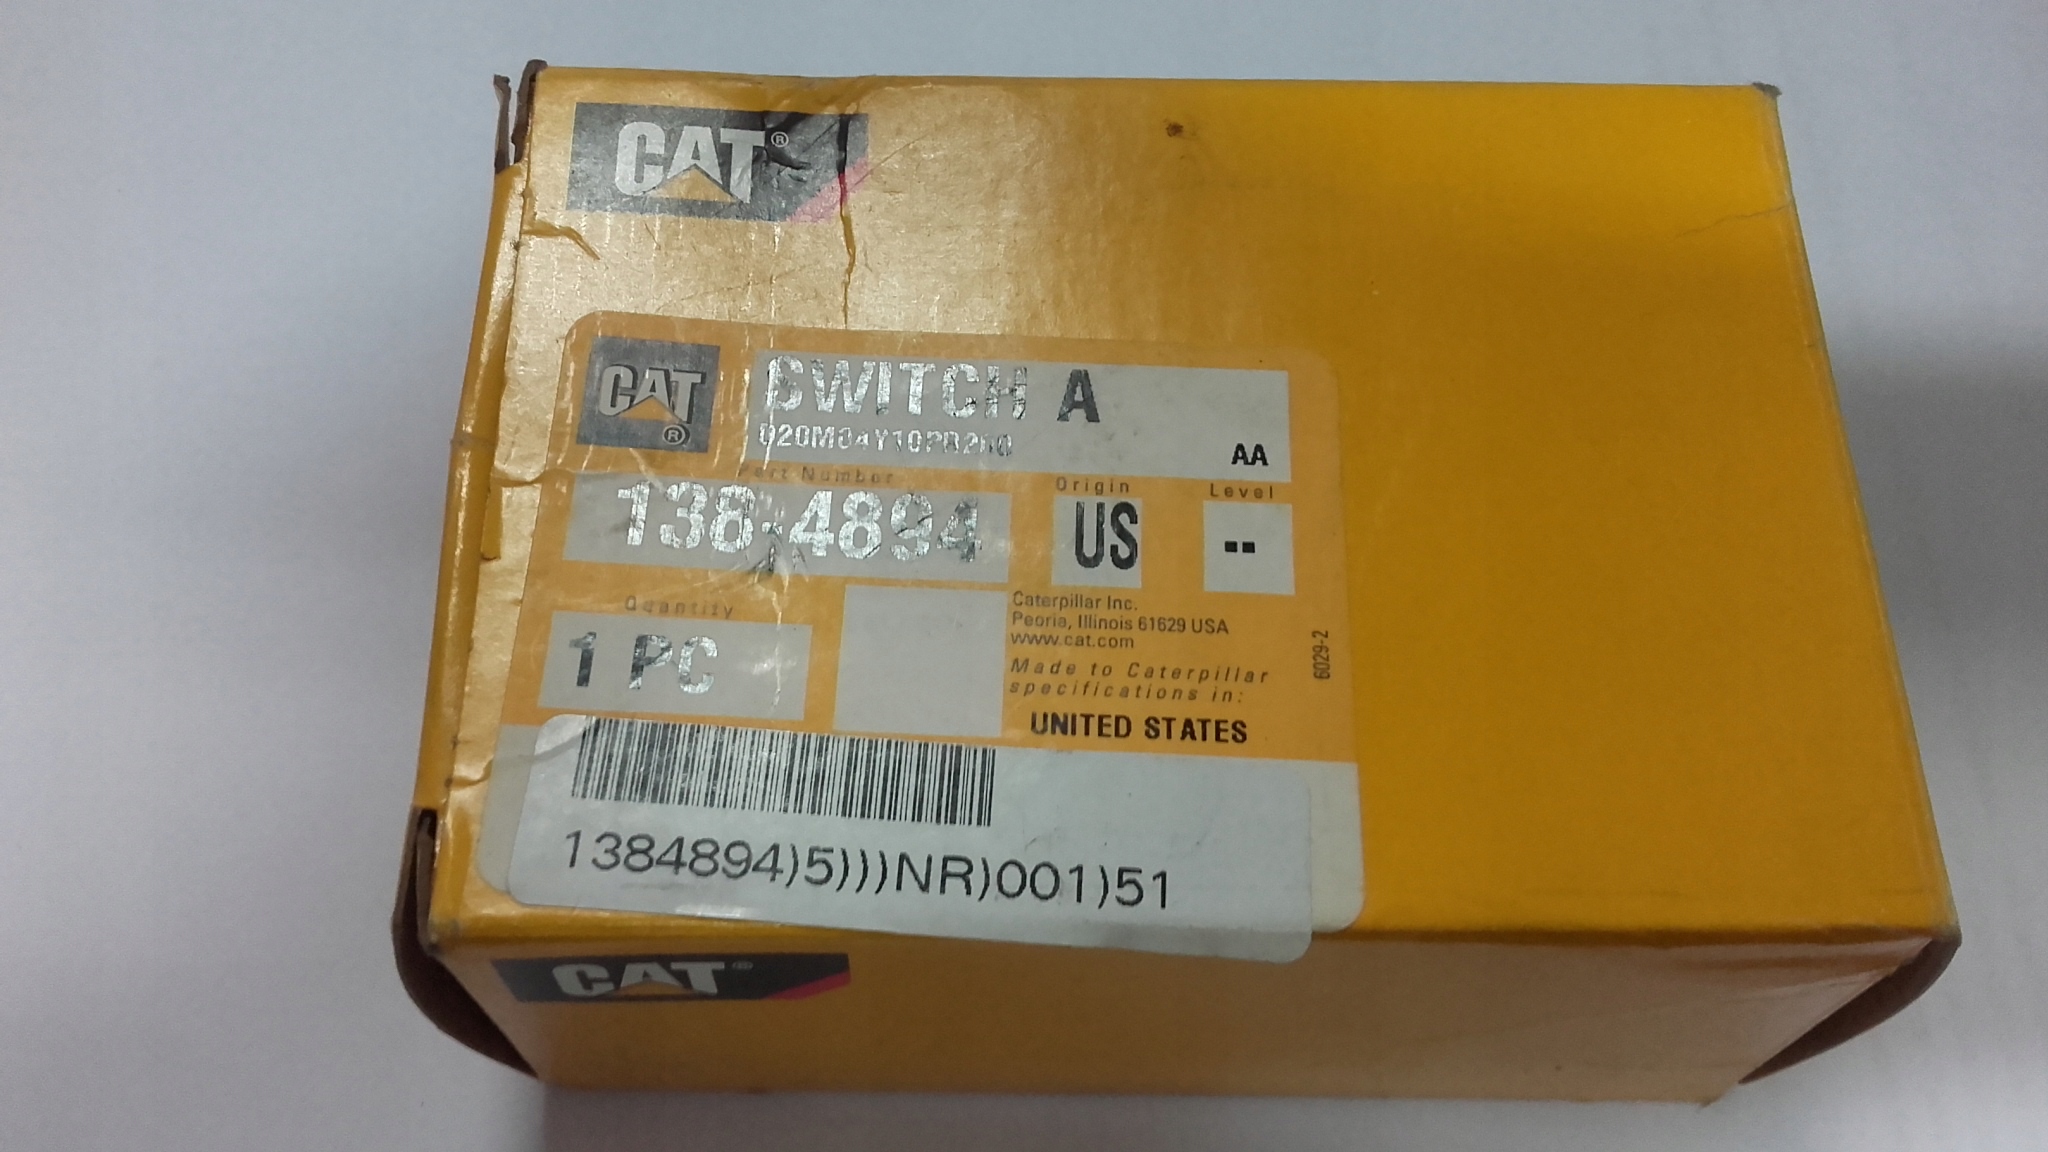 CAT®
CAT®
SWITCH A
AA
Part Number
Origin
Level
138-4894
US
--
Quantity
1 PC
Caterpillar Inc.
Peoria, Illinois 61629 USA
www.cat.com
Made to Caterpillar
specifications in:
UNITED STATES
6029-2
1384894)5)))NR)001)51
CAT®